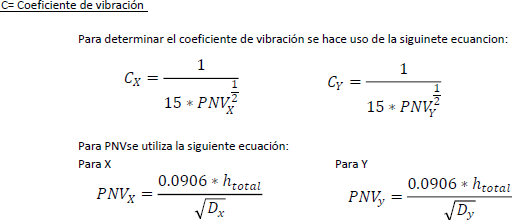 C= Coeficiente de vibración
Para determinar el coeficiente de vibración se hace uso de la siguinete ecuancion:
C_X = 1 / (15 * PNV_X^(1/2))    C_Y = 1 / (15 * PNV_Y^(1/2))
Para PNVse utiliza la siguiente ecuación:
Para X    Para Y
PNV_X = (0.0906 * h_total) / √D_x    PNV_y = (0.0906 * h_total) / √D_y